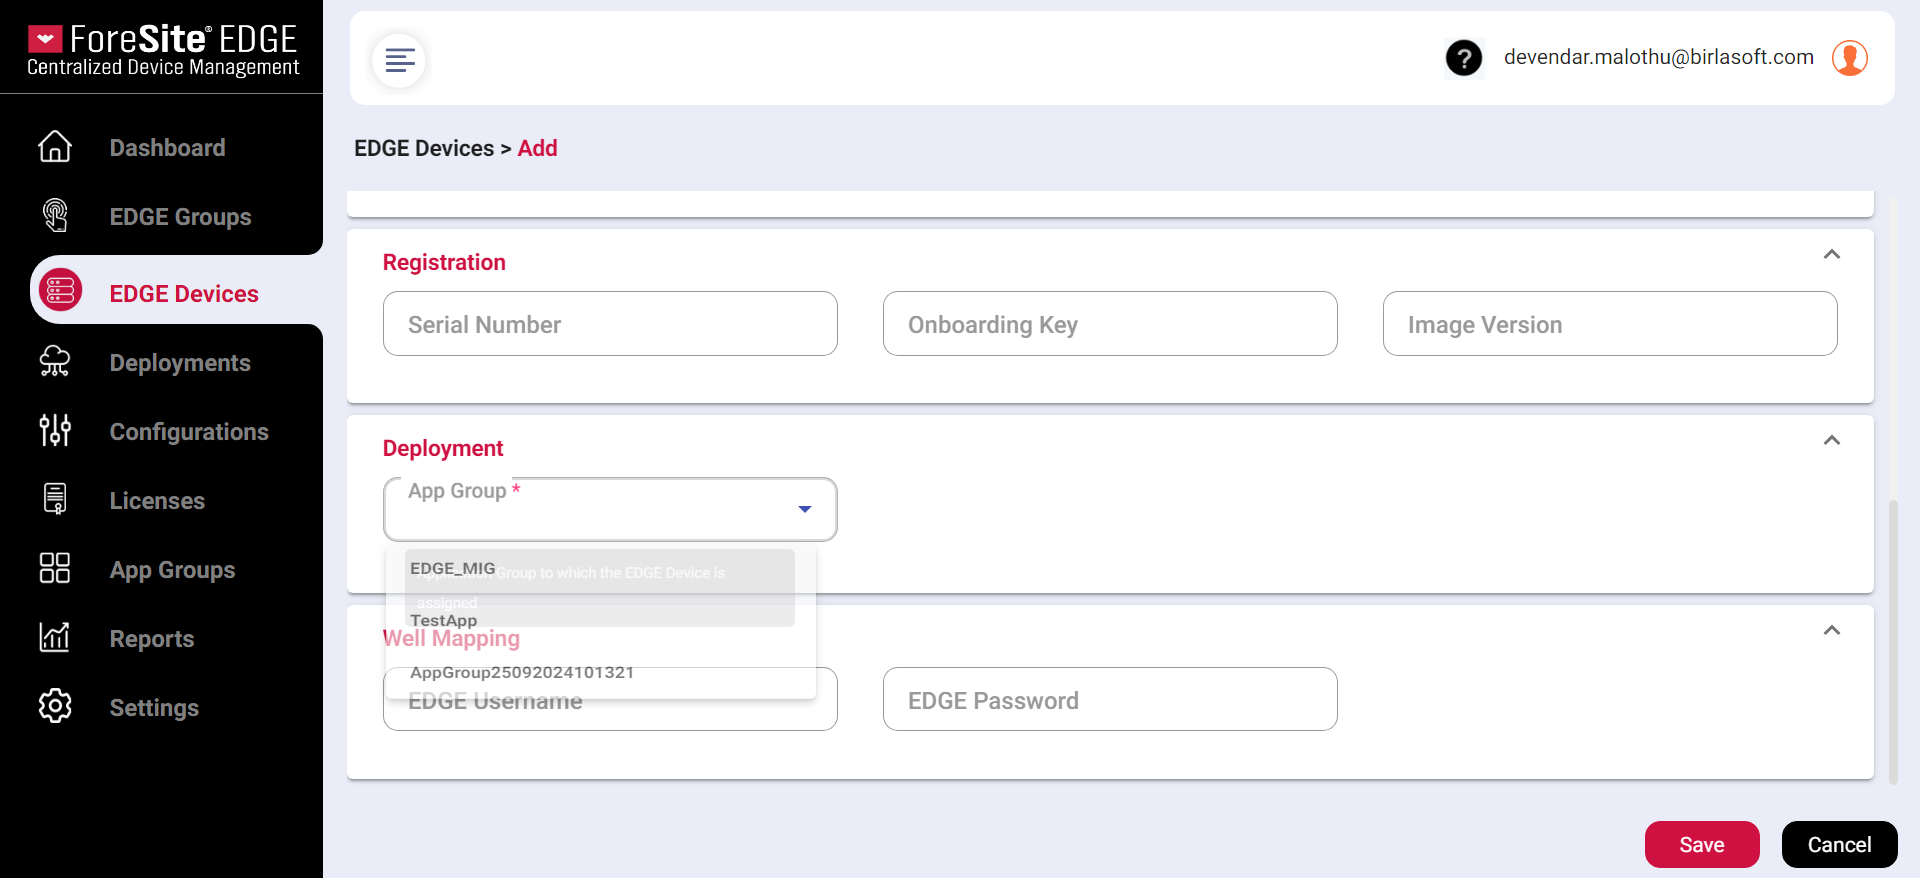 ForeSite® EDGE
Centralized Device Management
?
devendar.malothu@birlasoft.com
Dashboard
EDGE Groups
EDGE Devices
Deployments
Configurations
Licenses
App Groups
Reports
Settings
EDGE Devices > Add
Registration
Serial Number
Onboarding Key
Image Version
Deployment
App Group *
EDGE_MIG
Application Group to which the EDGE Device is
assigned
TestApp
Well Mapping
AppGroup25092024101321
EDGE Username
EDGE Password
Save
Cancel